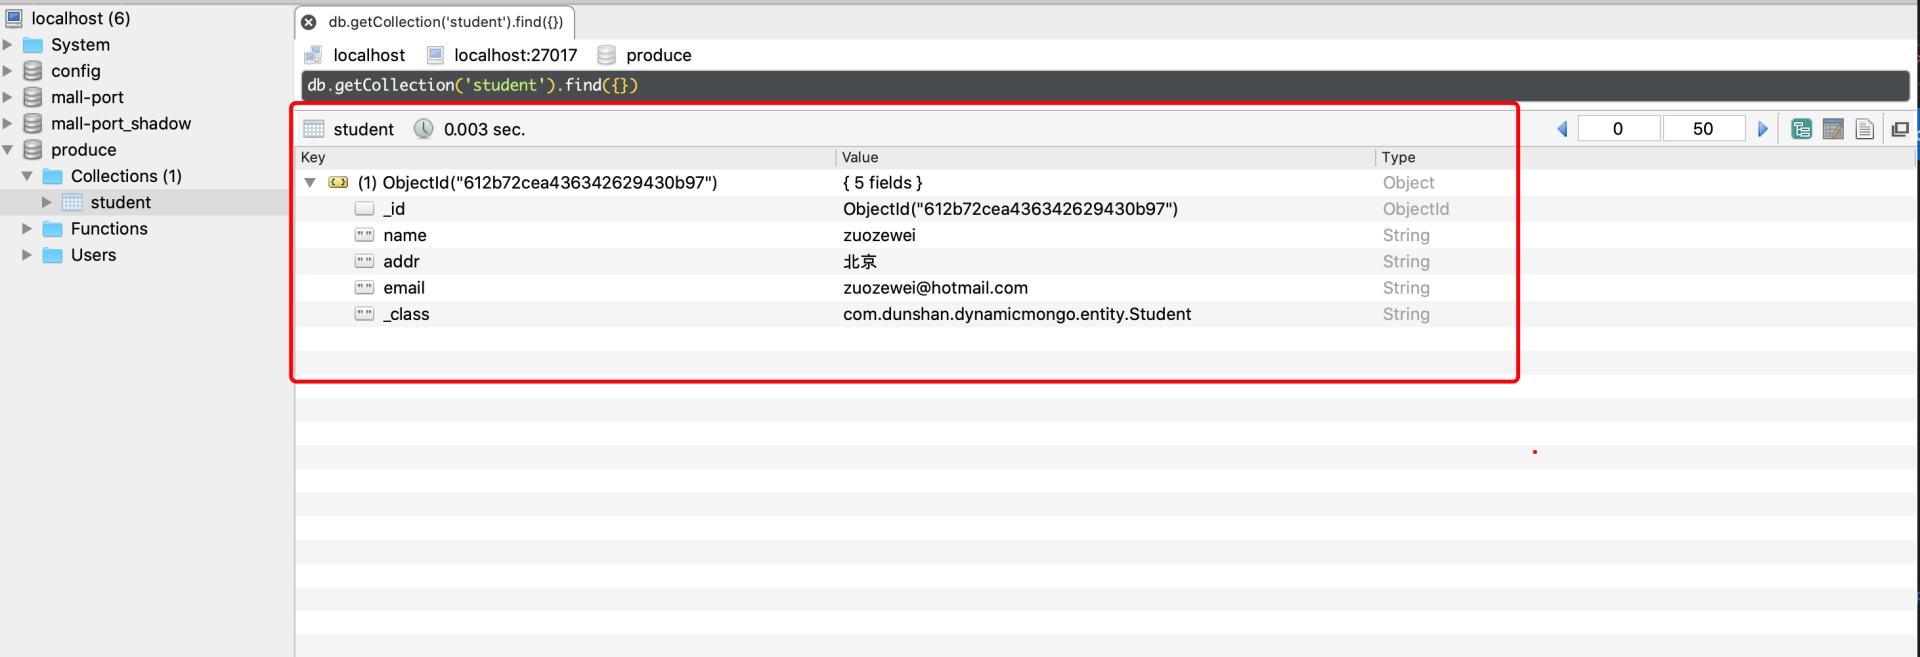 localhost (6)
System
config
mall-port
mall-port_shadow
produce
Collections (1)
student
Functions
Users
db.getCollection('student').find({})
localhost localhost:27017 produce
db.getCollection('student').find({})
student 0.003 sec. 0 50
Key Value Type
(1) ObjectId("612b72cea436342629430b97") { 5 fields } Object
_id ObjectId("612b72cea436342629430b97") ObjectId
"" name zuozewei String
"" addr 北京 String
"" email zuozewei@hotmail.com String
"" _class com.dunshan.dynamicmongo.entity.Student String